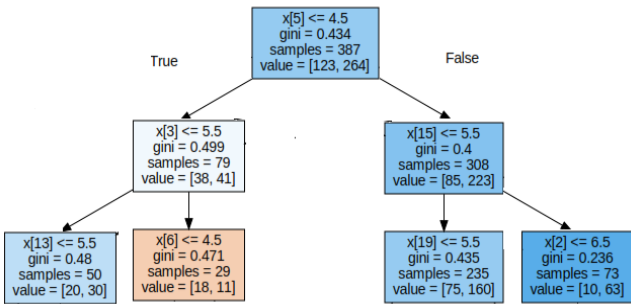 x[5] <= 4.5
gini = 0.434
samples = 387
value = [123, 264]
True
False
x[3] <= 5.5
gini = 0.499
samples = 79
value = [38, 41]
x[15] <= 5.5
gini = 0.4
samples = 308
value = [85, 223]
x[13] <= 5.5
gini = 0.48
samples = 50
value = [20, 30]
x[6] <= 4.5
gini = 0.471
samples = 29
value = [18, 11]
x[19] <= 5.5
gini = 0.435
samples = 235
value = [75, 160]
x[2] <= 6.5
gini = 0.236
samples = 73
value = [10, 63]